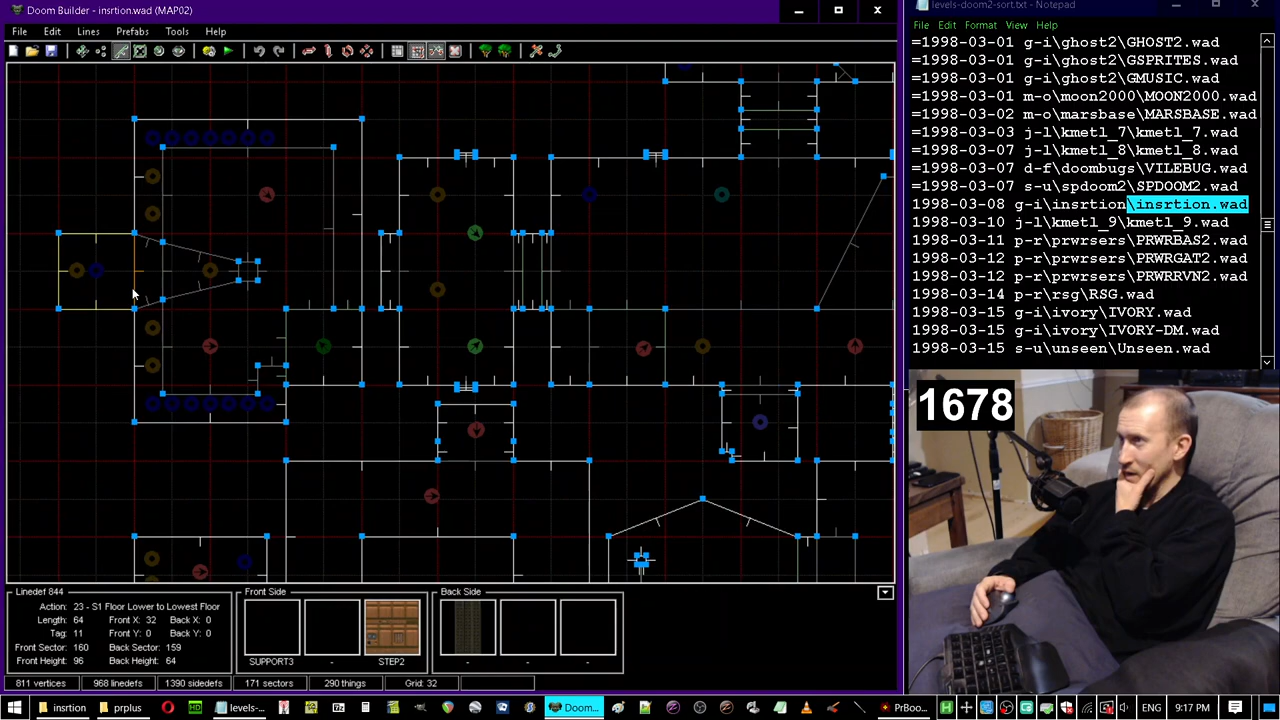 Doom Builder - insrtion.wad (MAP02)
File Edit Lines Prefabs Tools Help
levels-doom2-sort.txt - Notepad
File Edit Format View Help
=1998-03-01 g-i\ghost2\GHOST2.wad
=1998-03-01 g-i\ghost2\GSPRITES.wad
=1998-03-01 g-i\ghost2\GMUSIC.wad
=1998-03-01 m-o\moon2000\MOON2000.wad
=1998-03-02 m-o\marsbase\MARSBASE.wad
=1998-03-03 j-l\kmetl_7\kmetl_7.wad
=1998-03-07 j-l\kmetl_8\kmetl_8.wad
=1998-03-07 d-f\doombugs\VILEBUG.wad
=1998-03-07 s-u\spdoom2\SPDOOM2.wad
1998-03-08 g-i\insrtion\insrtion.wad
1998-03-10 j-l\kmetl_9\kmetl_9.wad
1998-03-11 p-r\prwrsers\PRWRBAS2.wad
1998-03-12 p-r\prwrsers\PRWRGAT2.wad
1998-03-12 p-r\prwrsers\PRWRRVN2.wad
1998-03-14 p-r\rsg\RSG.wad
1998-03-15 g-i\ivory\IVORY.wad
1998-03-15 g-i\ivory\IVORY-DM.wad
1998-03-15 s-u\unseen\Unseen.wad
1678
Linedef 844
Action: 23 - S1 Floor Lower to Lowest Floor
Length: 64 Front X: 32 Back X: 0
Tag: 11 Front Y: 0 Back Y: 0
Front Sector: 160 Back Sector: 159
Front Height: 96 Back Height: 64
Front Side
SUPPORT3 - STEP2
Back Side
- - -
811 vertices 968 linedefs 1390 sidedefs 171 sectors 290 things Grid: 32
insrtion prplus levels-... Doom... PrBoo... ENG 9:17 PM